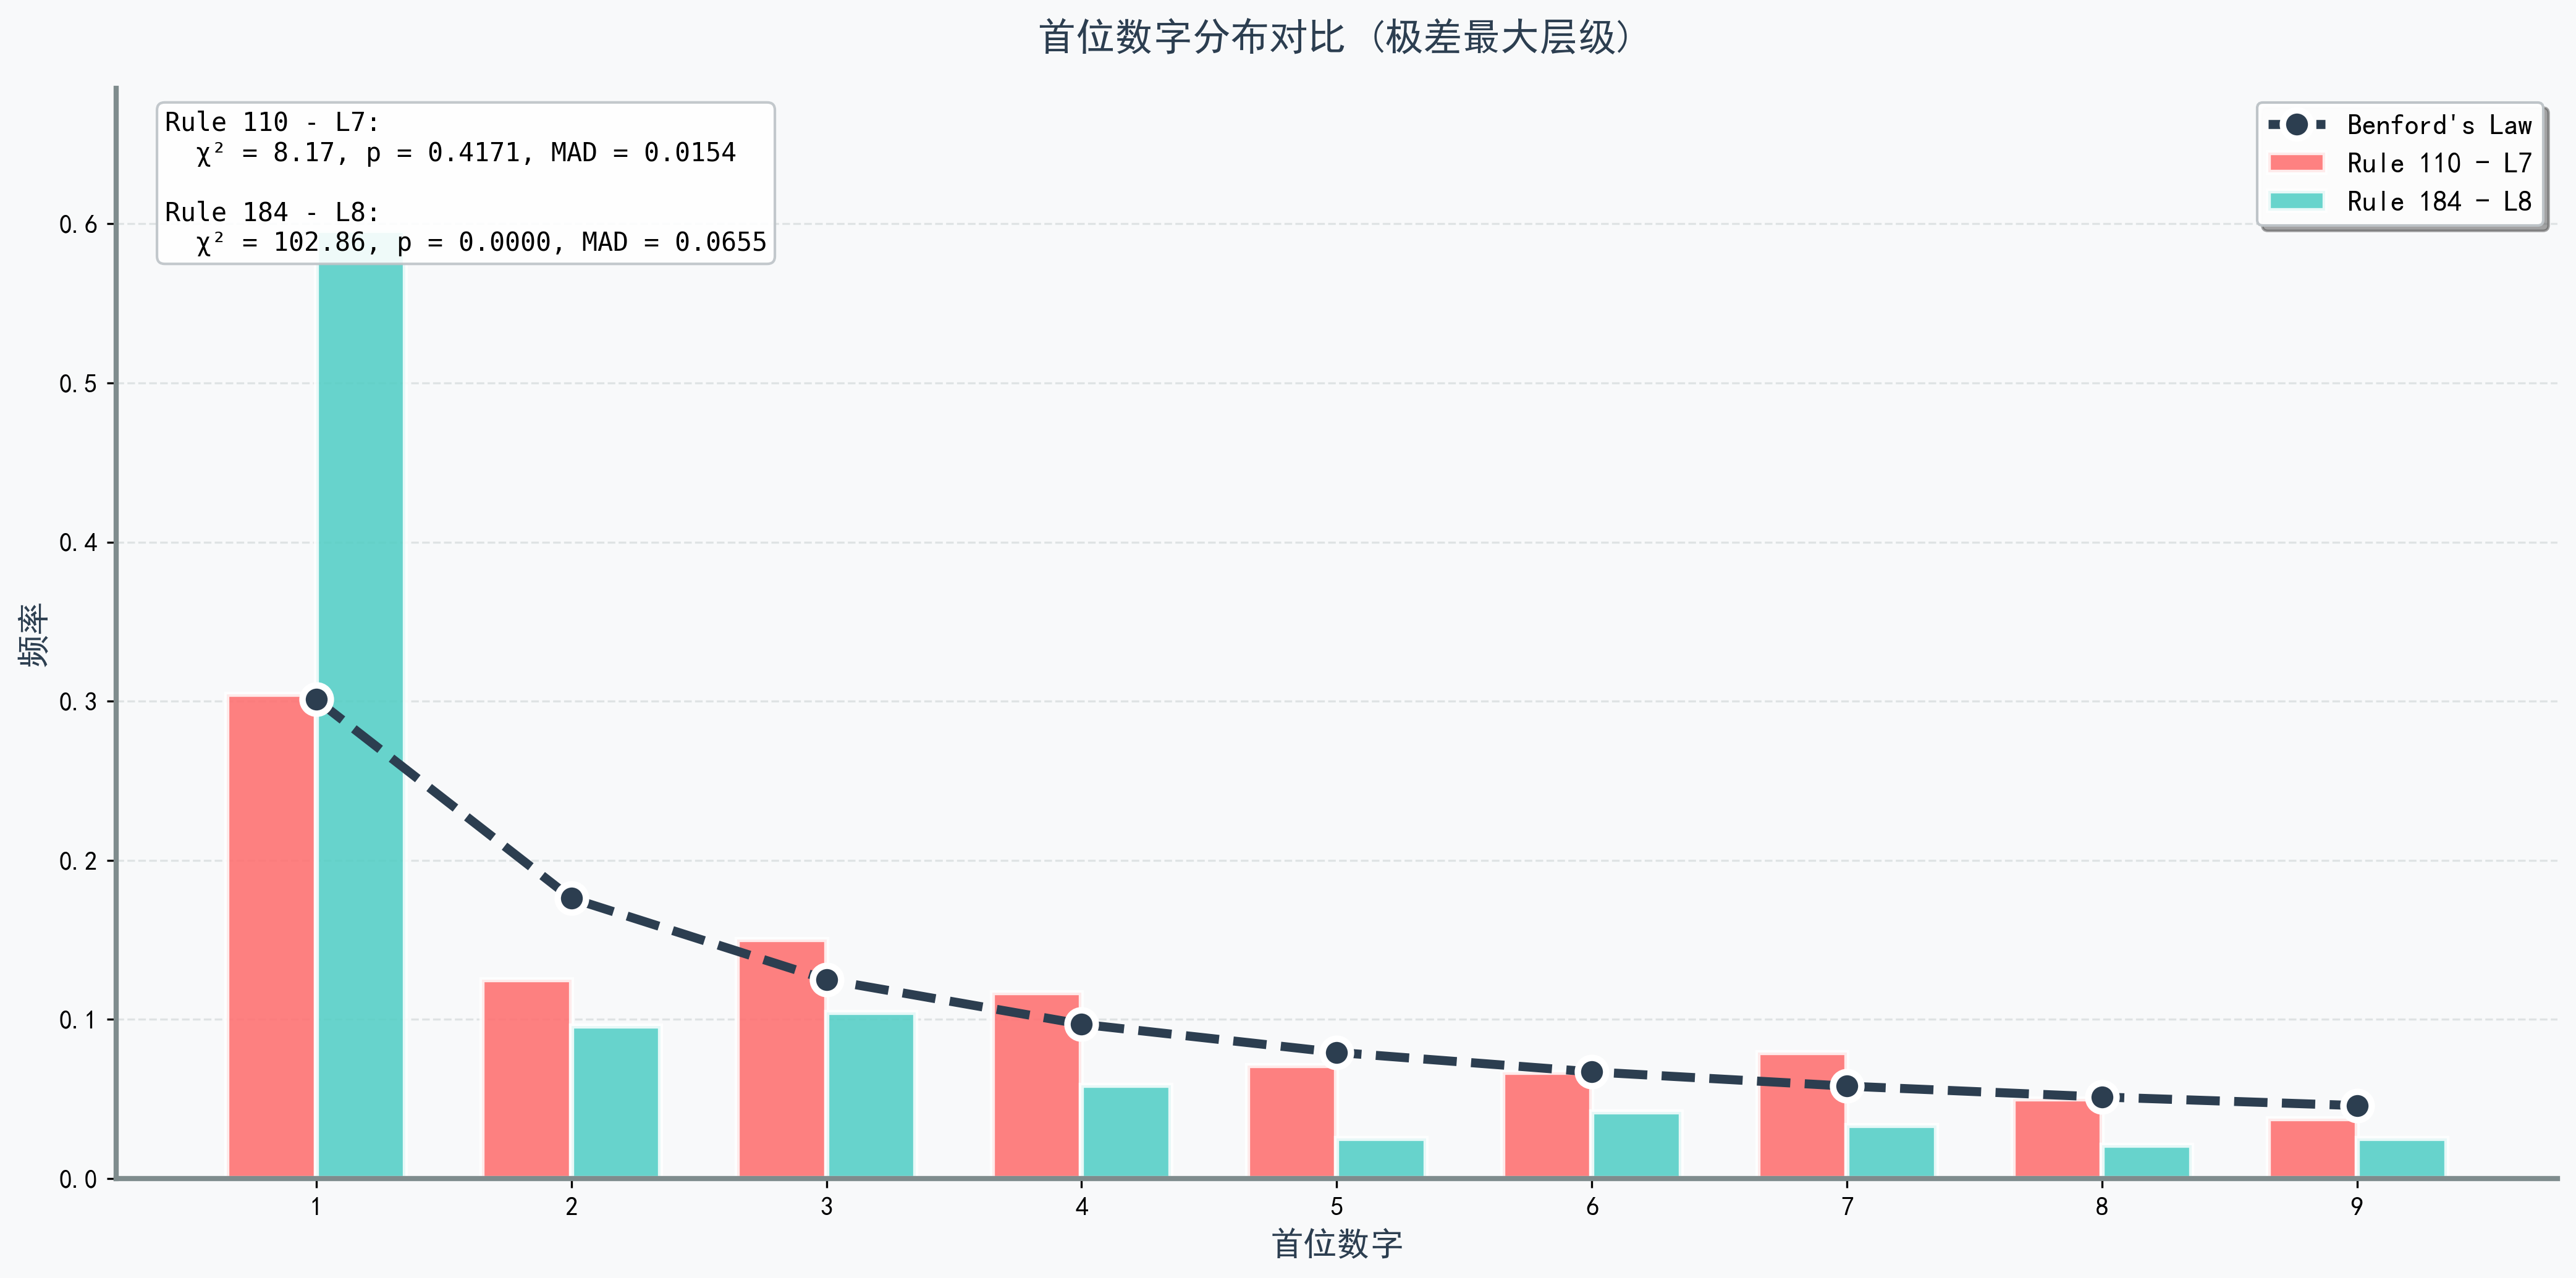 首位数字分布对比（极差最大层级）
Rule 110 - L7:
χ² = 8.17, p = 0.4171, MAD = 0.0154
Rule 184 - L8:
χ² = 102.86, p = 0.0000, MAD = 0.0655
Benford's Law
Rule 110 - L7
Rule 184 - L8
频率
0.6
0.5
0.4
0.3
0.2
0.1
0.0
1 2 3 4 5 6 7 8 9
首位数字